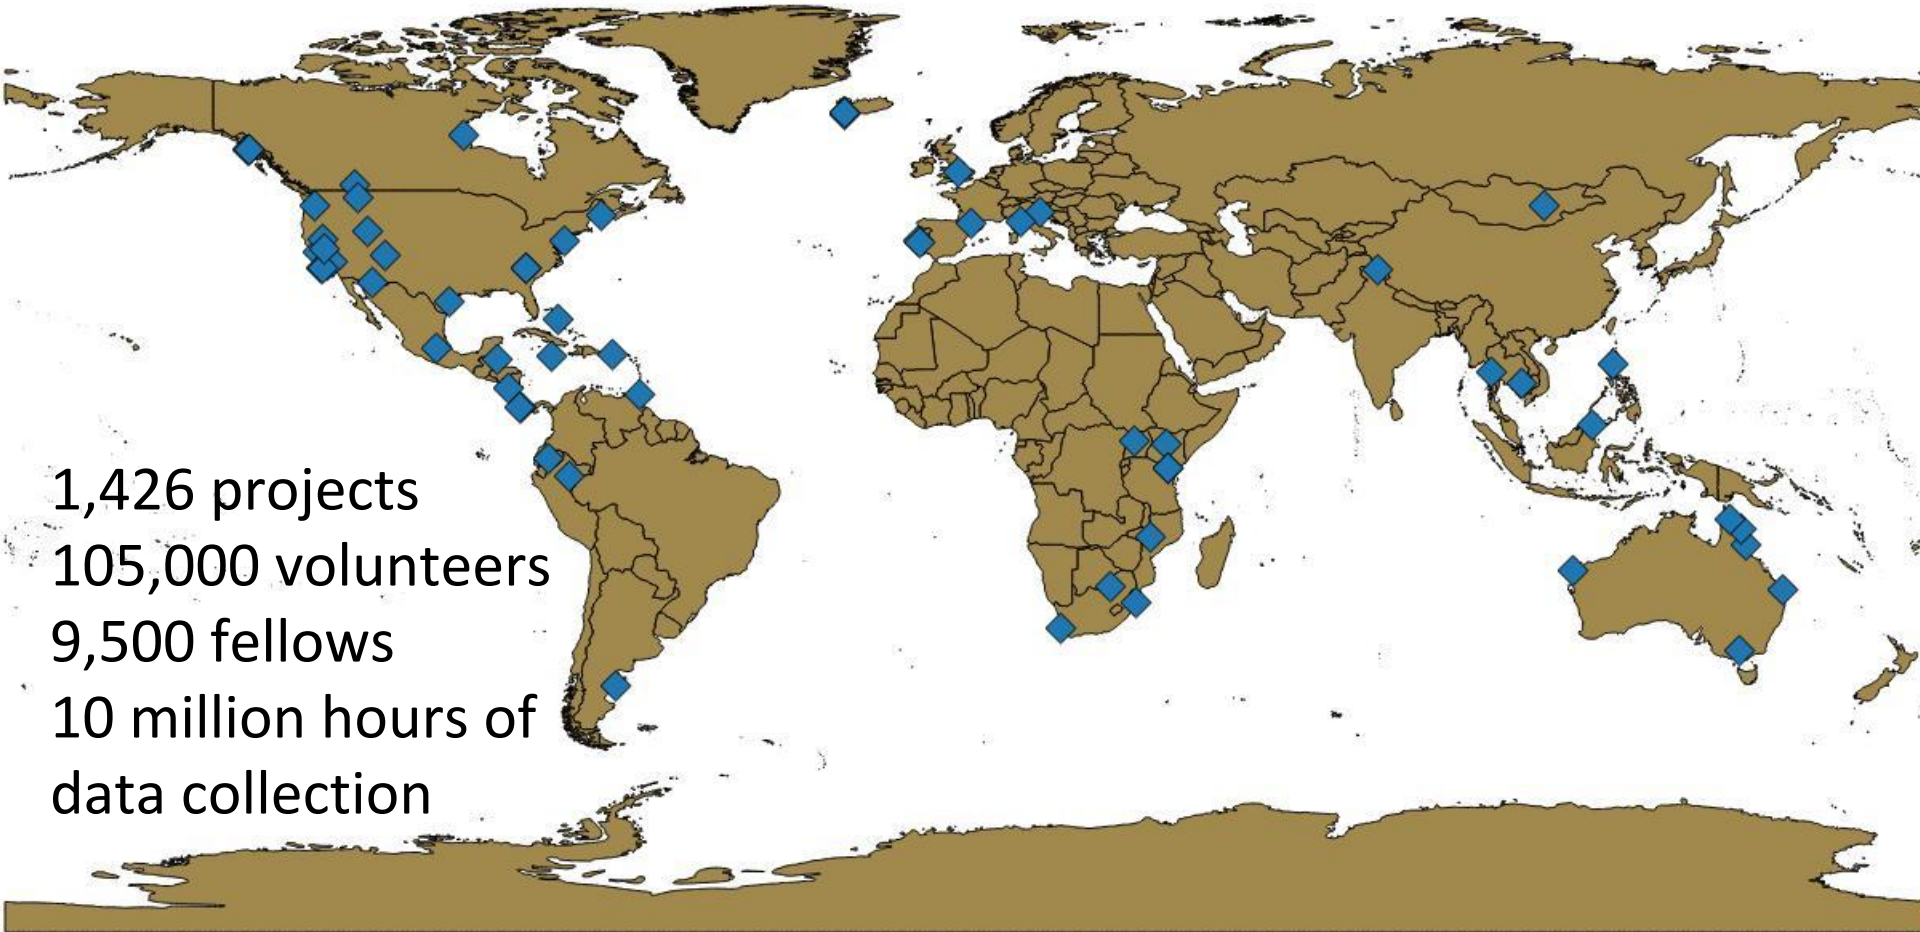 1,426 projects
105,000 volunteers
9,500 fellows
10 million hours of
data collection